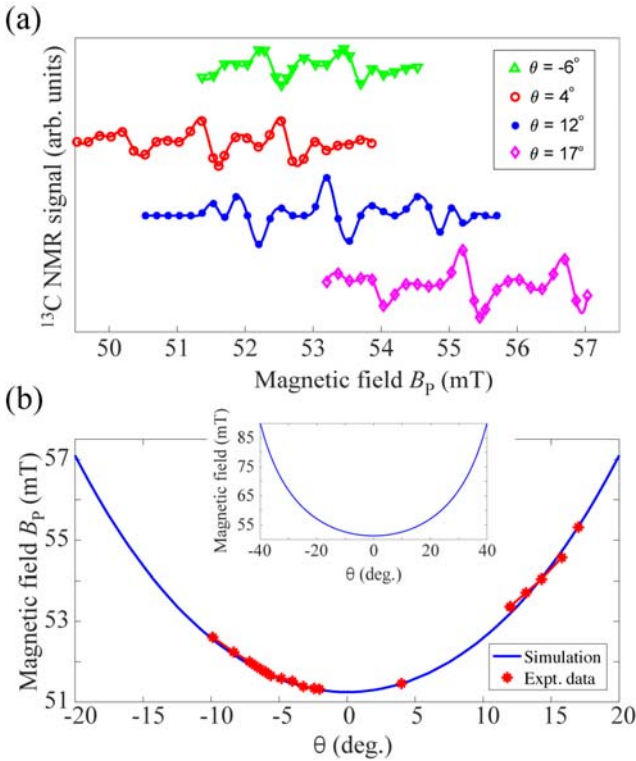 (a)
¹³C NMR signal (arb. units)
θ = -6°
θ = 4°
θ = 12°
θ = 17°
50 51 52 53 54 55 56 57
Magnetic field Bₚ (mT)
(b)
Magnetic field Bₚ (mT)
57
55
53
51
Magnetic field (mT)
85
75
65
55
-40 -20 0 20 40
θ (deg.)
Simulation
Expt. data
-20 -15 -10 -5 0 5 10 15 20
θ (deg.)